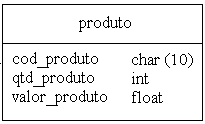 produto
cod_produto char (10)
qtd_produto int
valor_produto float